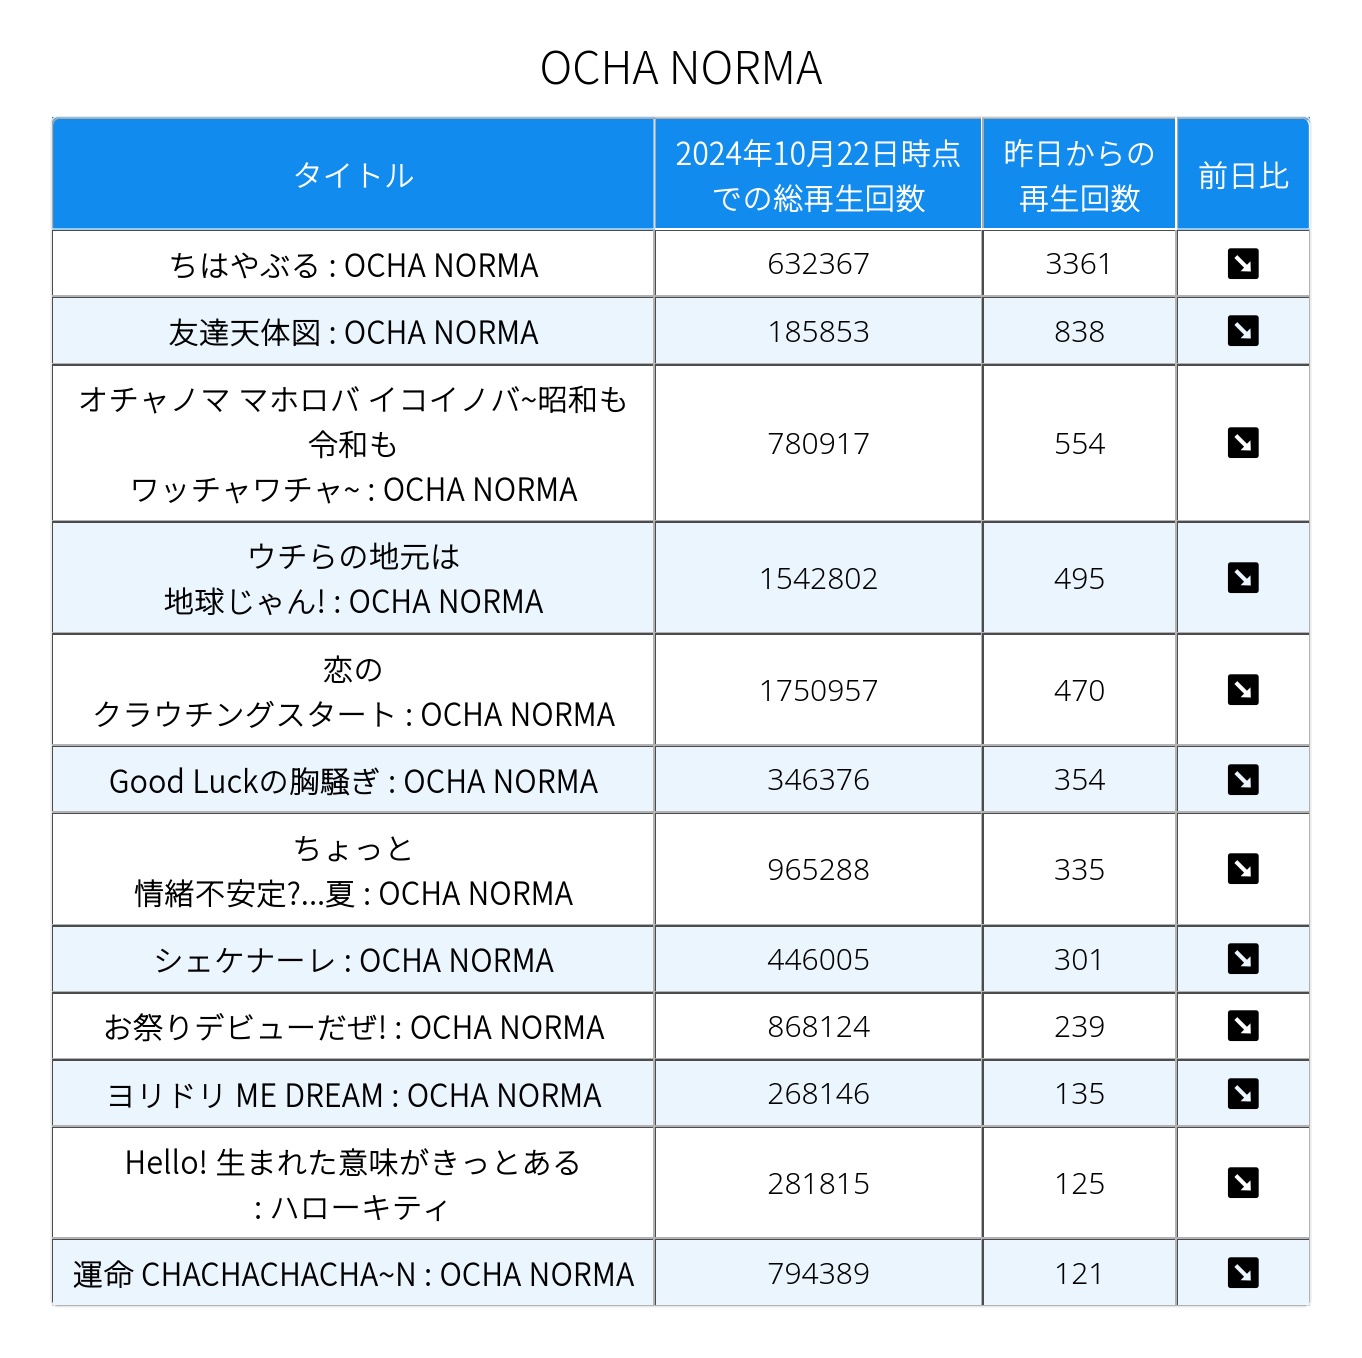 OCHA NORMA
タイトル
2024年10月22日時点
での総再生回数
昨日からの
再生回数
前日比
ちはやぶる : OCHA NORMA
632367
3361
友達天体図 : OCHA NORMA
185853
838
オチャノマ マホロバ イコイノバ~昭和も
令和も
ワッチャワチャ~ : OCHA NORMA
780917
554
ウチらの地元は
地球じゃん! : OCHA NORMA
1542802
495
恋の
クラウチングスタート : OCHA NORMA
1750957
470
Good Luckの胸騒ぎ : OCHA NORMA
346376
354
ちょっと
情緒不安定?...夏 : OCHA NORMA
965288
335
シェケナーレ : OCHA NORMA
446005
301
お祭りデビューだぜ! : OCHA NORMA
868124
239
ヨリドリ ME DREAM : OCHA NORMA
268146
135
Hello! 生まれた意味がきっとある
: ハローキティ
281815
125
運命 CHACHACHACHA~N : OCHA NORMA
794389
121